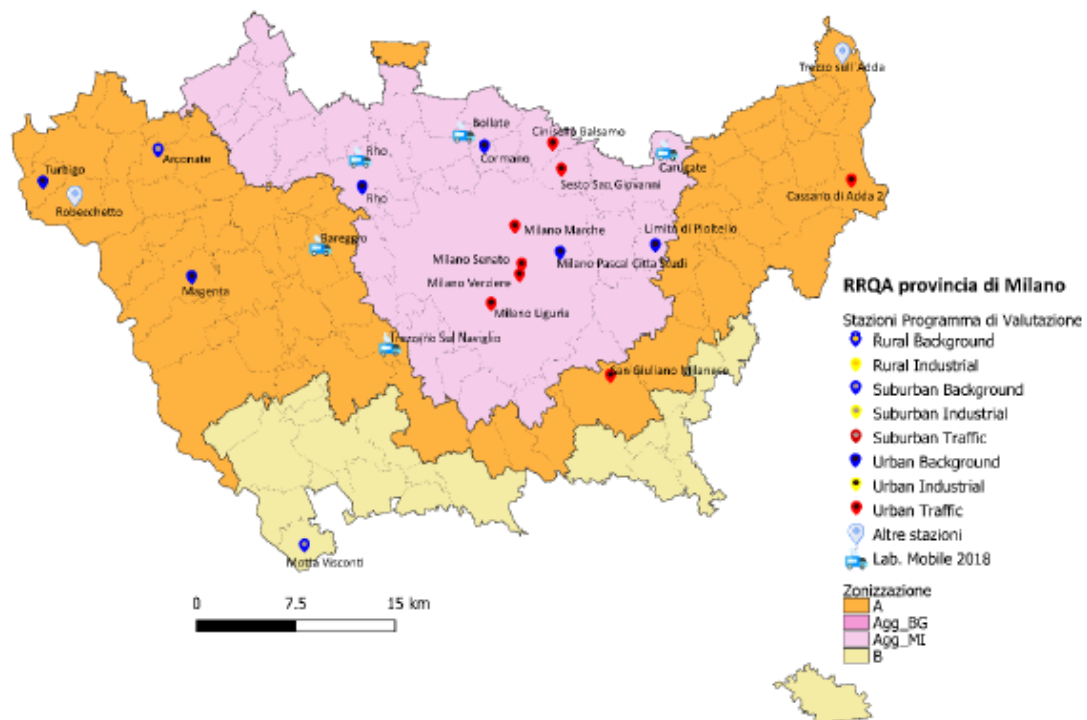 Trezzo sull'Adda
Bollate
Cinisello Balsamo
Rho
Cormano
Carugate
Arconate
Sesto San Giovanni
Turbigo
Rho
Cassano di Adda 2
Robecchetto
Milano Marche
Limito di Pioltello
Bareggio
Milano Senato
Milano Pascal Città Studi
Milano Verziere
Magenta
Milano Liguria
Trezzano Sul Naviglio
San Giuliano Milanese
Motta Visconti
0 7.5 15 km
RRQA provincia di Milano
Stazioni Programma di Valutazione
Rural Background
Rural Industrial
Suburban Background
Suburban Industrial
Suburban Traffic
Urban Background
Urban Industrial
Urban Traffic
Altre stazioni
Lab. Mobile 2018
Zonizzazione
A
Agg_BG
Agg_MI
B